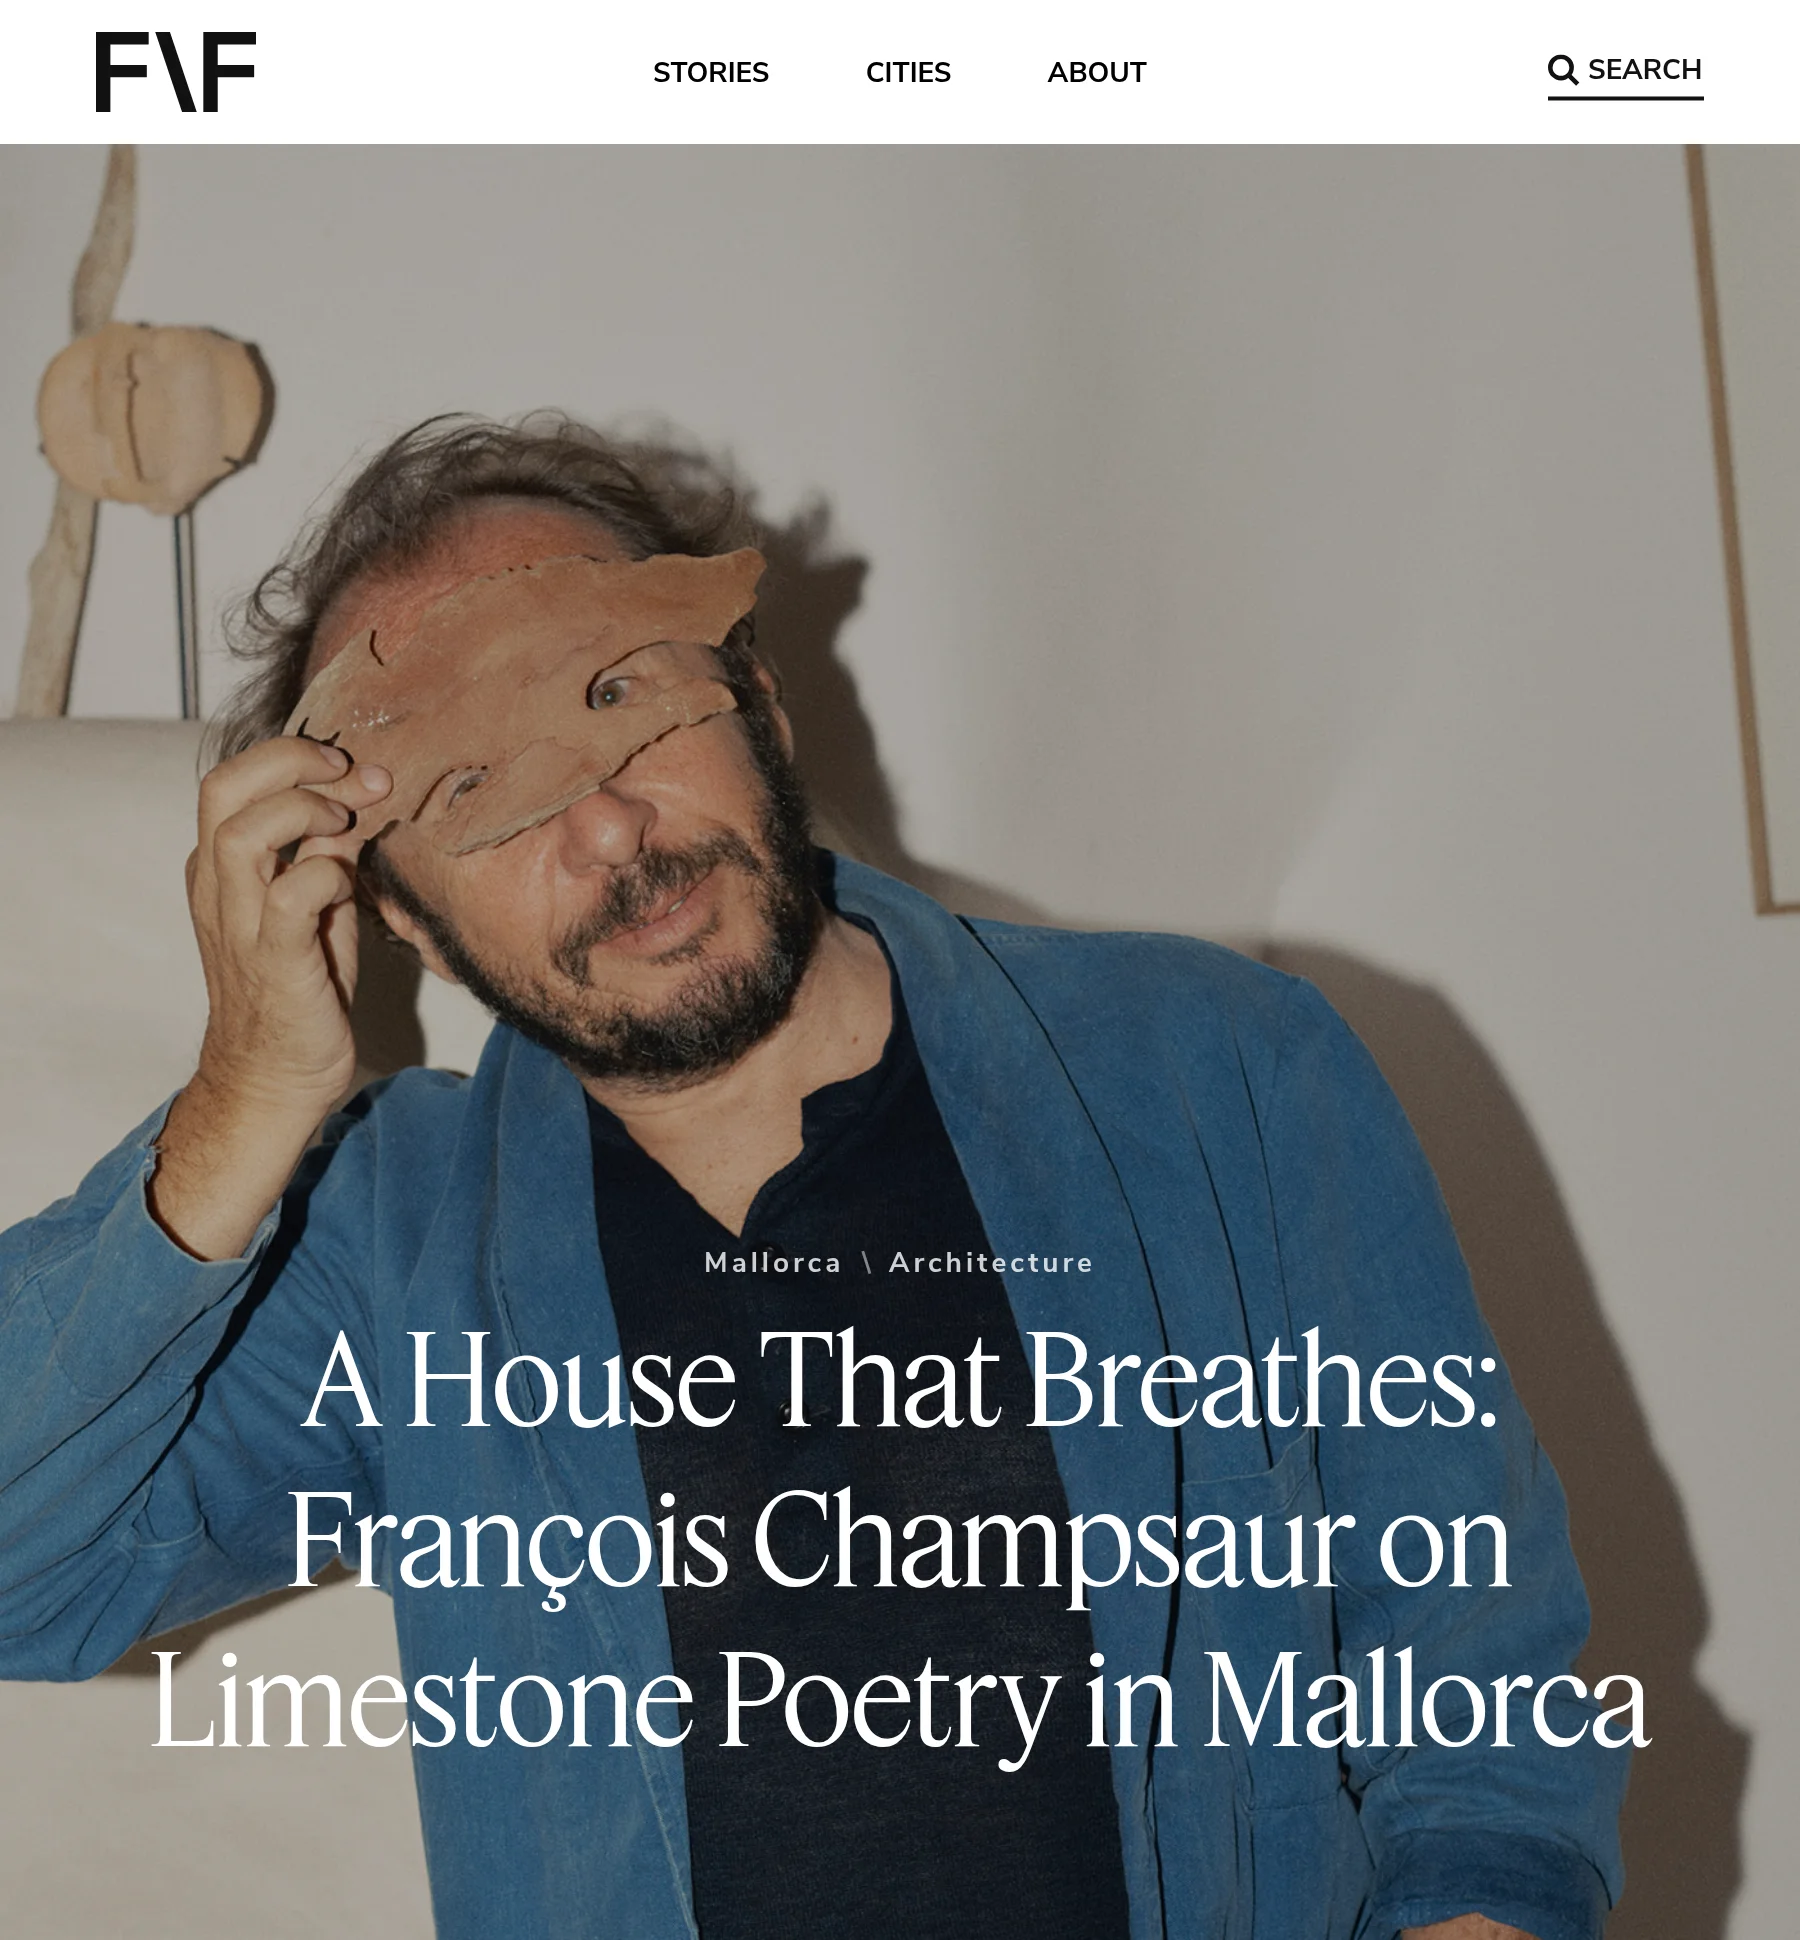 F\F
STORIES CITIES ABOUT
SEARCH
Mallorca \ Architecture
A House That Breathes:
François Champsaur on
Limestone Poetry in Mallorca